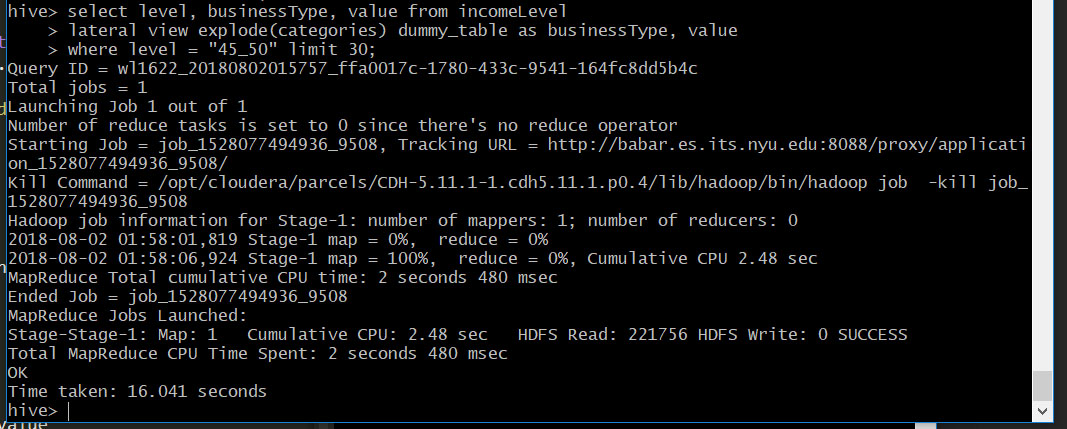 hive> select level, businessType, value from incomeLevel
    > lateral view explode(categories) dummy_table as businessType, value
    > where level = "45_50" limit 30;
Query ID = wl1622_20180802015757_ffa0017c-1780-433c-9541-164fc8dd5b4c
Total jobs = 1
Launching Job 1 out of 1
Number of reduce tasks is set to 0 since there's no reduce operator
Starting Job = job_1528077494936_9508, Tracking URL = http://babar.es.its.nyu.edu:8088/proxy/applicati
on_1528077494936_9508/
Kill Command = /opt/cloudera/parcels/CDH-5.11.1-1.cdh5.11.1.p0.4/lib/hadoop/bin/hadoop job  -kill job_
1528077494936_9508
Hadoop job information for Stage-1: number of mappers: 1; number of reducers: 0
2018-08-02 01:58:01,819 Stage-1 map = 0%,  reduce = 0%
2018-08-02 01:58:06,924 Stage-1 map = 100%,  reduce = 0%, Cumulative CPU 2.48 sec
MapReduce Total cumulative CPU time: 2 seconds 480 msec
Ended Job = job_1528077494936_9508
MapReduce Jobs Launched:
Stage-Stage-1: Map: 1   Cumulative CPU: 2.48 sec   HDFS Read: 221756 HDFS Write: 0 SUCCESS
Total MapReduce CPU Time Spent: 2 seconds 480 msec
OK
Time taken: 16.041 seconds
hive>